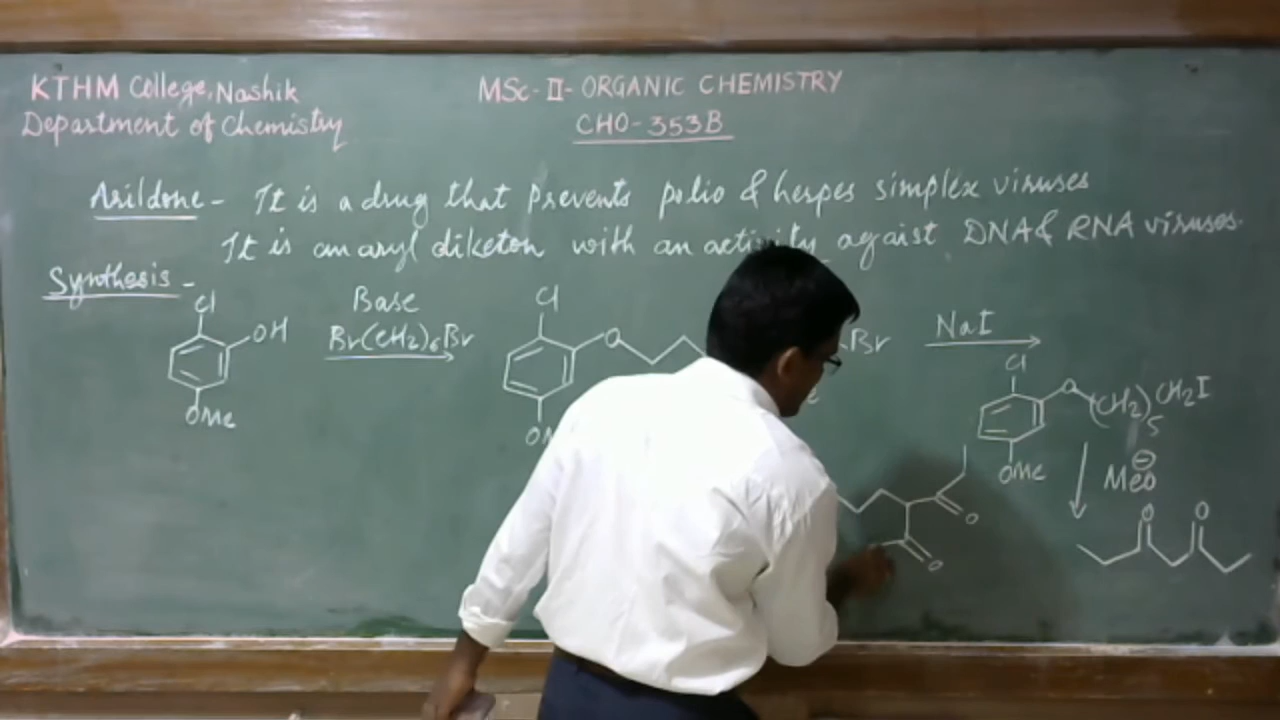 KTHM College, Nashik
Department of Chemistry
MSc-II-ORGANIC CHEMISTRY
CHO-353B
Arildone - It is a drug that prevents polio & herpes simplex viruses
It is an aryl diketon with an activity agaist DNA & RNA viruses.
Synthesis -
Cl
OH
OMe
Base
Br(CH2)6Br
Cl
O
Br
NaI
Cl
O
(CH2)5 CH2I
OMe
MeO⊖
O
O
O
O